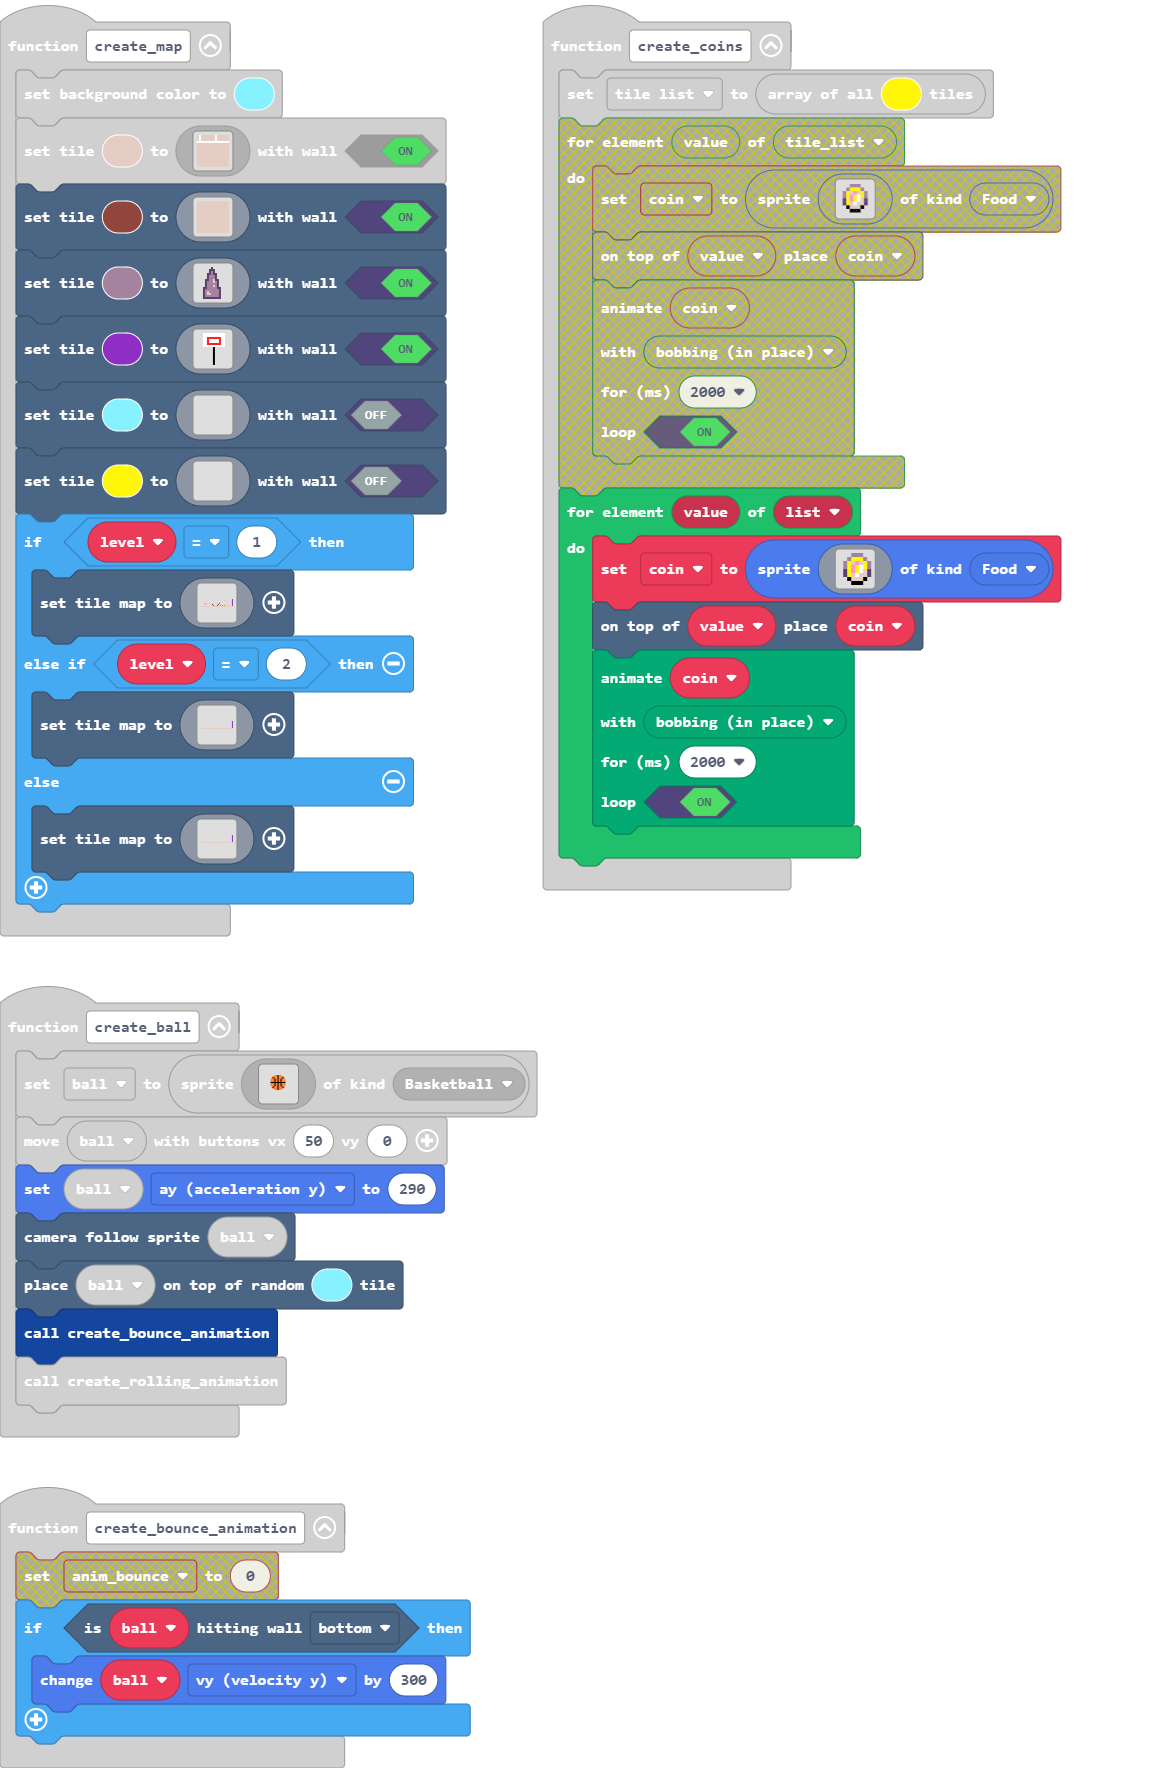 function create_map
set background color to
set tile to with wall ON
set tile to with wall ON
set tile to with wall ON
set tile to with wall ON
set tile to with wall OFF
set tile to with wall OFF
if level = 1 then
set tile map to
else if level = 2 then
set tile map to
else
set tile map to
function create_coins
set tile list to array of all tiles
for element value of tile_list
do
set coin to sprite of kind Food
on top of value place coin
animate coin
with bobbing (in place)
for (ms) 2000
loop ON
for element value of list
do
set coin to sprite of kind Food
on top of value place coin
animate coin
with bobbing (in place)
for (ms) 2000
loop ON
function create_ball
set ball to sprite of kind Basketball
move ball with buttons vx 50 vy 0
set ball ay (acceleration y) to 290
camera follow sprite ball
place ball on top of random tile
call create_bounce_animation
call create_rolling_animation
function create_bounce_animation
set anim_bounce to 0
if is ball hitting wall bottom then
change ball vy (velocity y) by 300